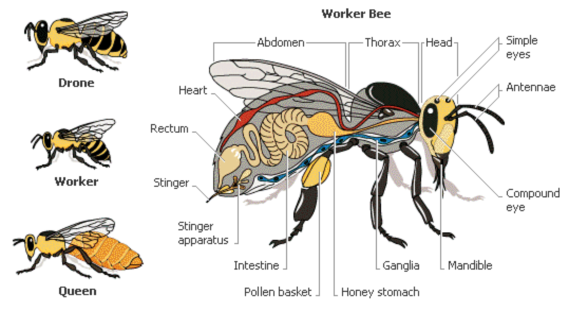 Worker Bee
Abdomen
Thorax
Head
Simple
eyes
Drone
Heart
Antennae
Rectum
Worker
Stinger
Compound
eye
Stinger
apparatus
Intestine
Ganglia
Mandible
Queen
Pollen basket
Honey stomach